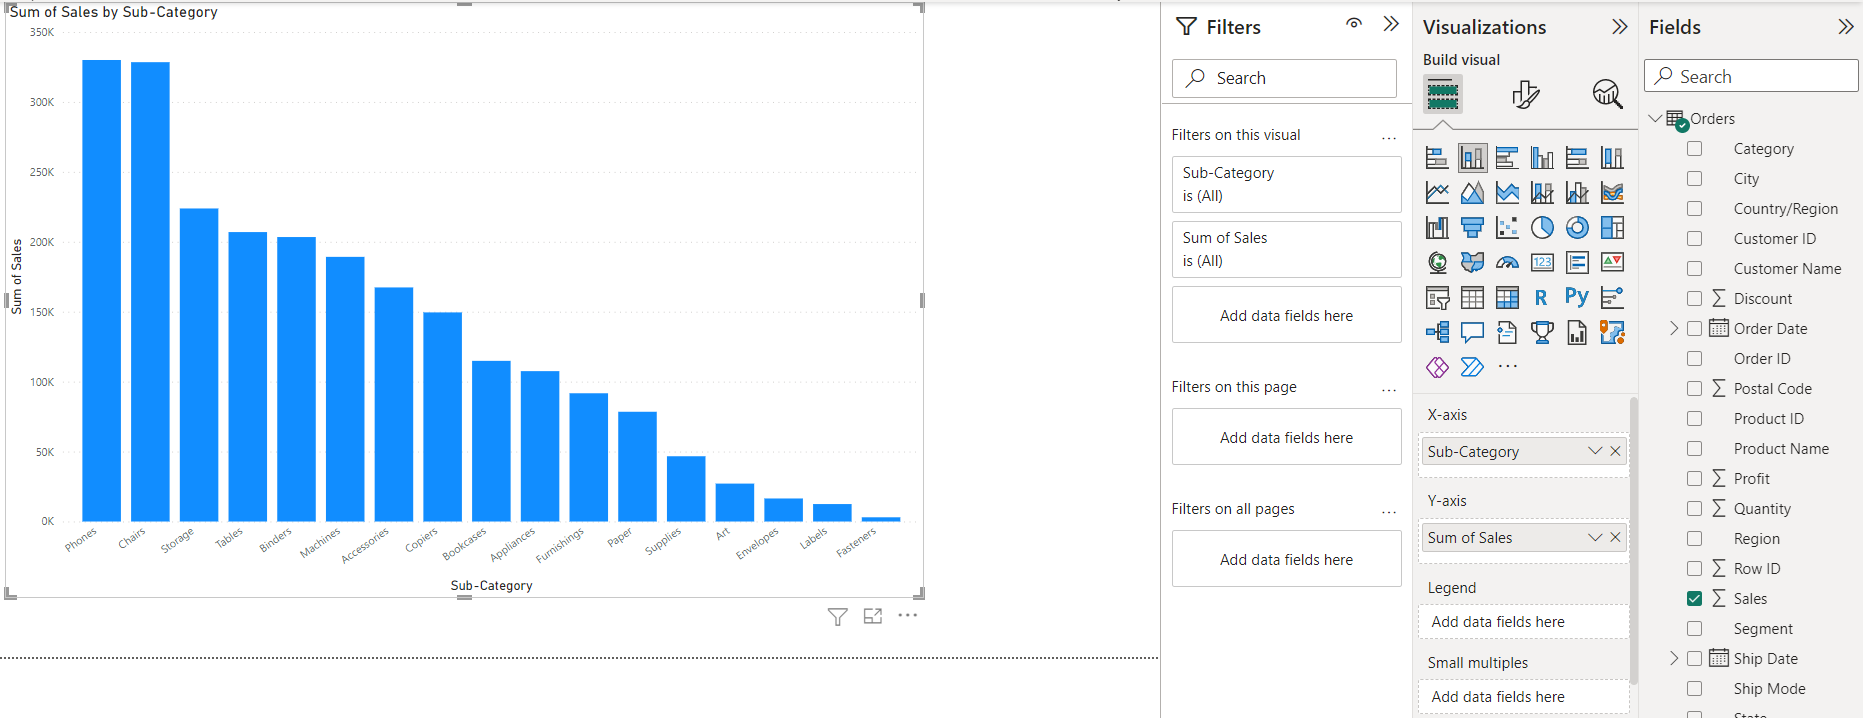 Sum of Sales by Sub-Category
350K
300K
250K
200K
150K
100K
50K
0K
Sum of Sales
Phones
Chairs
Storage
Tables
Binders
Machines
Accessories
Copiers
Bookcases
Appliances
Furnishings
Paper
Supplies
Art
Envelopes
Labels
Fasteners
Sub-Category
...
Filters
Search
Filters on this visual
...
Sub-Category
is (All)
Sum of Sales
is (All)
Add data fields here
Filters on this page
...
Add data fields here
Filters on all pages
...
Add data fields here
Visualizations
Build visual
123
R
Py
...
X-axis
Sub-Category
Y-axis
Sum of Sales
Legend
Add data fields here
Small multiples
Add data fields here
Fields
Search
Orders
Category
City
Country/Region
Customer ID
Customer Name
∑ Discount
Order Date
Order ID
∑ Postal Code
Product ID
Product Name
∑ Profit
∑ Quantity
Region
∑ Row ID
∑ Sales
Segment
Ship Date
Ship Mode